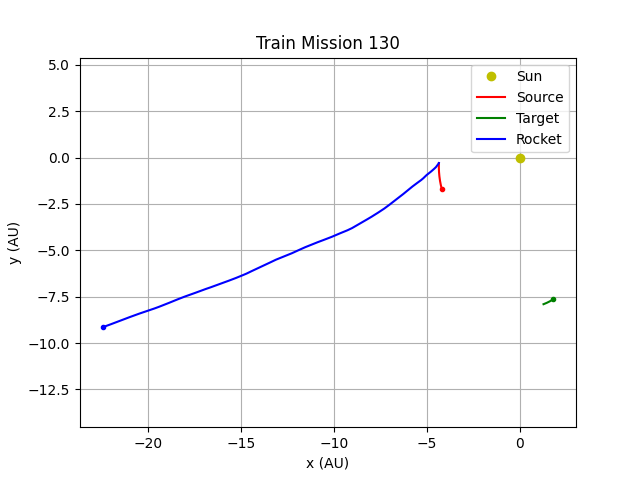 Train Mission 130
Sun
Source
Target
Rocket
5.0
2.5
0.0
−2.5
−5.0
−7.5
−10.0
−12.5
y (AU)
−20
−15
−10
−5
0
x (AU)